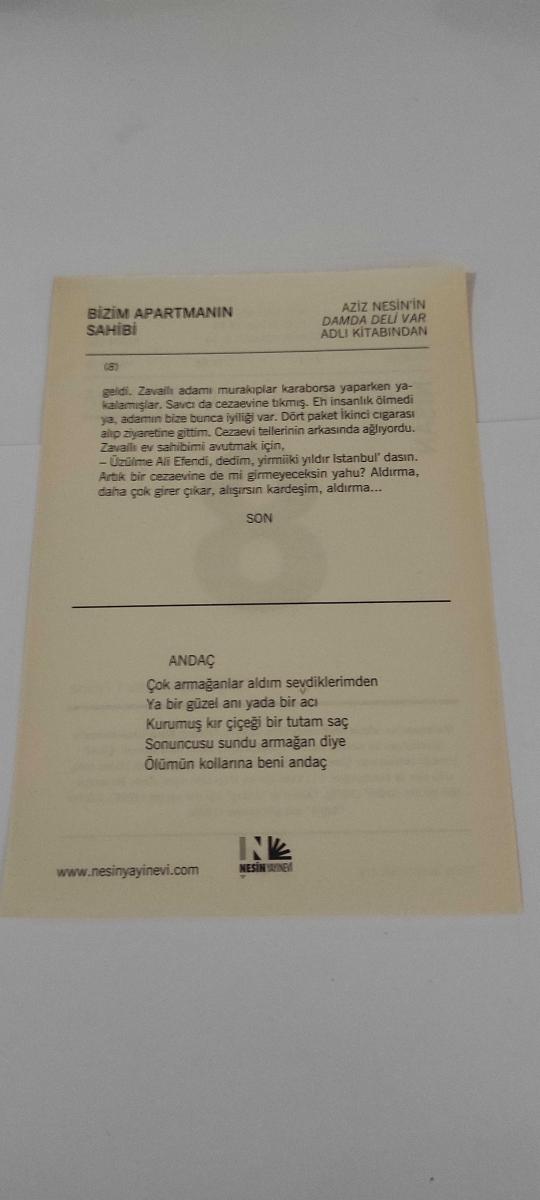 BİZİM APARTMANIN
SAHİBİ
AZİZ NESİN'İN
DAMDA DELİ VAR
ADLI KİTABINDAN
(8)
geldi. Zavallı adamı murakıplar karaborsa yaparken ya-
kalamışlar. Savcı da cezaevine tıkmış. Eh insanlık ölmedi
ya, adamın bize bunca iyiliği var. Dört paket İkinci cıgarası
alıp ziyaretine gittim. Cezaevi tellerinin arkasında ağlıyordu.
Zavallı ev sahibimi avutmak için,
– Üzülme Ali Efendi, dedim, yirmiiki yıldır İstanbul' dasın.
Artık bir cezaevine de mi girmeyeceksin yahu? Aldırma,
daha çok girer çıkar, alışırsın kardeşim, aldırma...
SON
8
ANDAÇ
Çok armağanlar aldım sevdiklerimden
Ya bir güzel anı yada bir acı
Kurumuş kır çiçeği bir tutam saç
Sonuncusu sundu armağan diye
Ölümün kollarına beni andaç
www.nesinyayinevi.com
NESİN YAYINEVİ